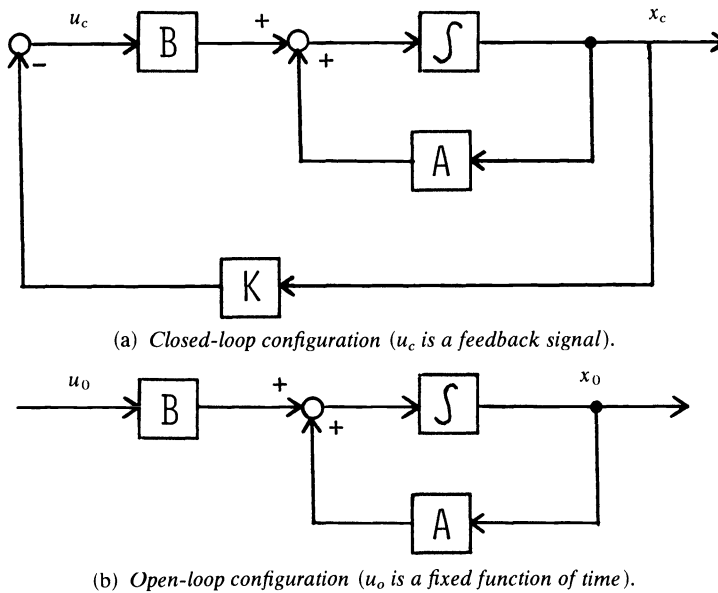 u_c B + + ∫ x_c
−
A
K
(a) Closed-loop configuration (u_c is a feedback signal).
u_0 B + + ∫ x_0
A
(b) Open-loop configuration (u_o is a fixed function of time).